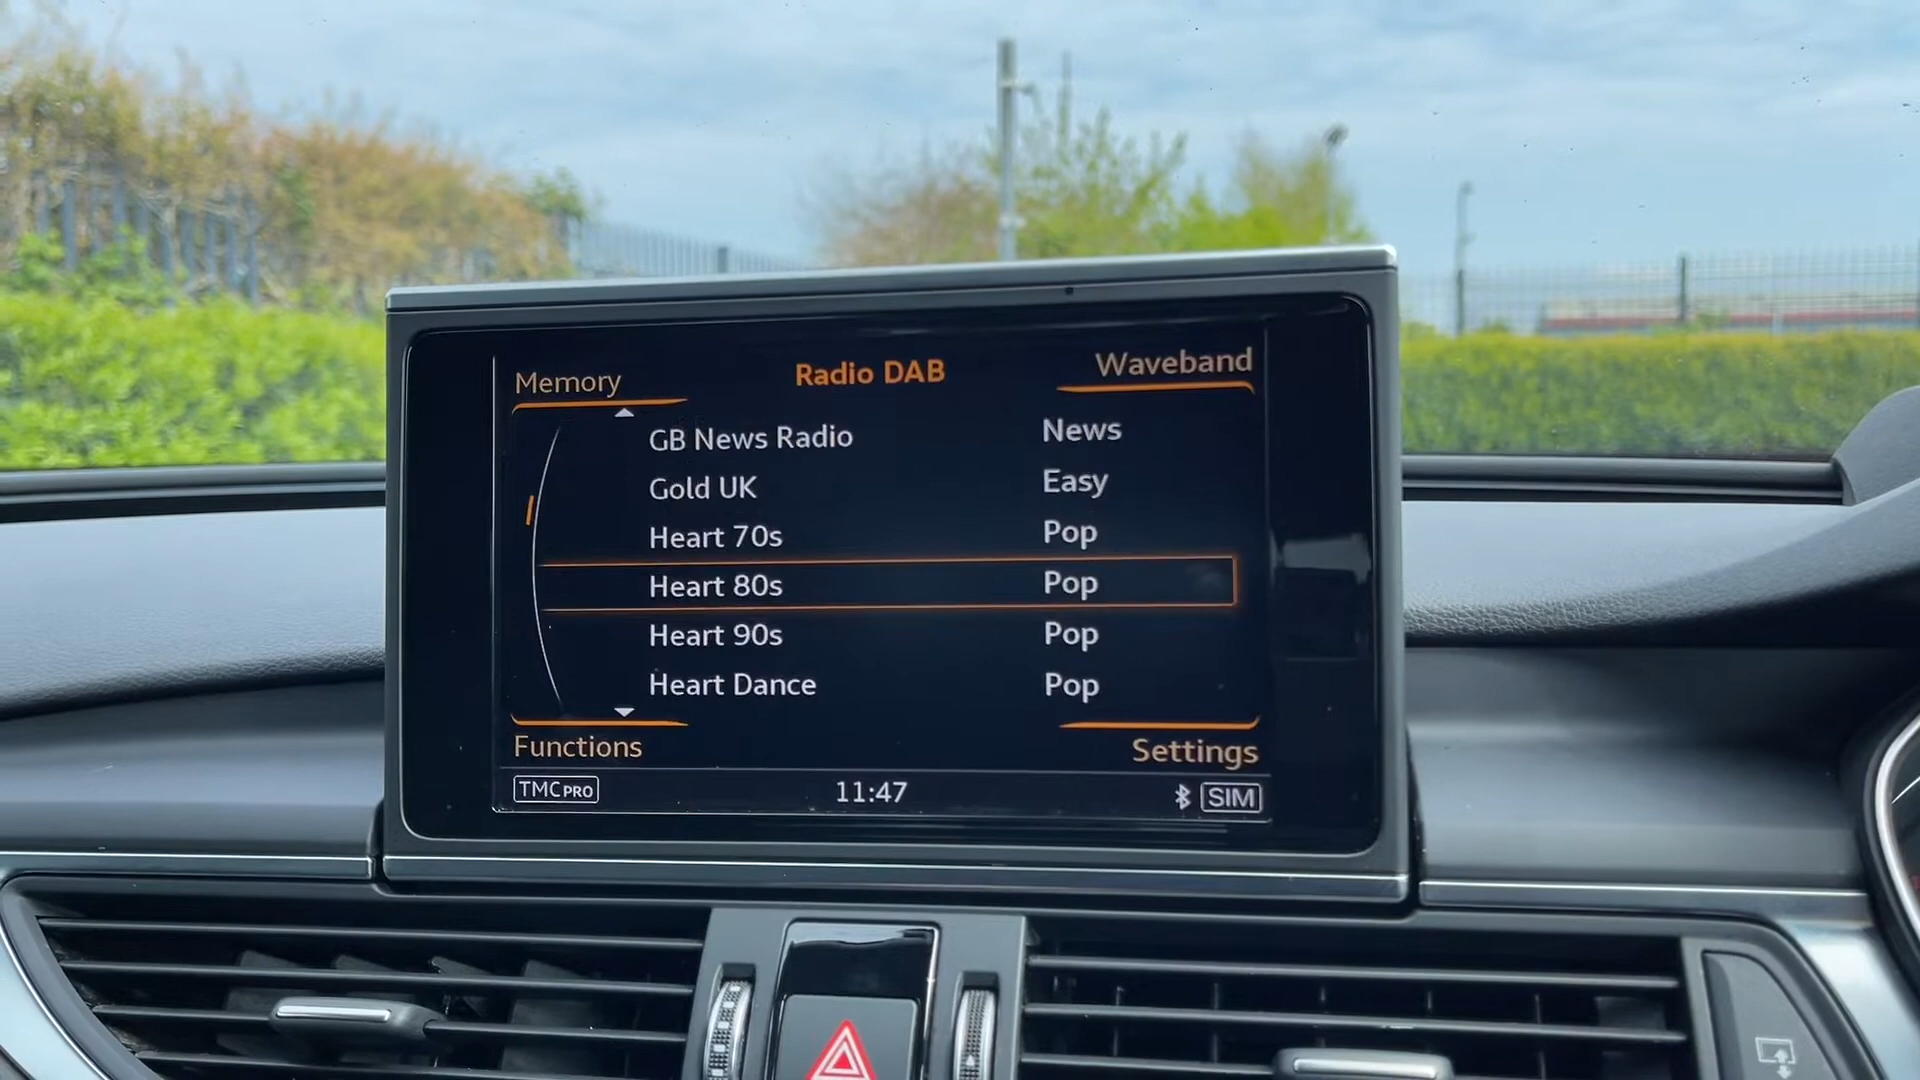 Memory Radio DAB Waveband
GB News Radio News
Gold UK Easy
Heart 70s Pop
Heart 80s Pop
Heart 90s Pop
Heart Dance Pop
Functions Settings
TMC PRO 11:47 SIM